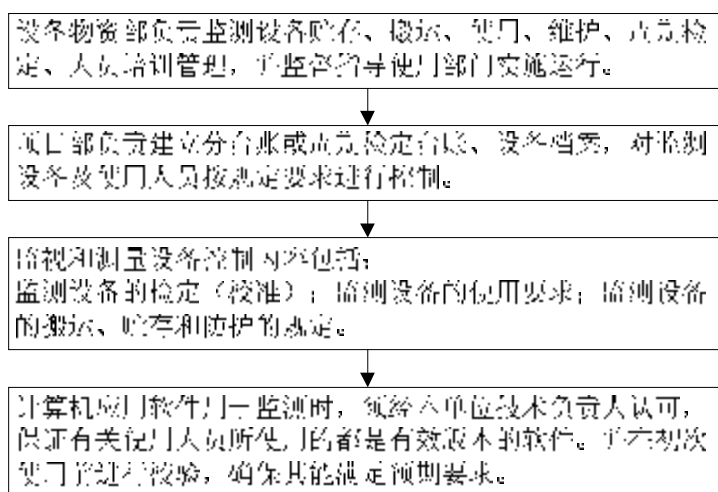 设备物资部负责监测设备贮存、搬运、使用、维护、周期检
定、人员培训管理，并监督指导使用部门实施运行。
项目部负责建立分台账或周期检定台账、设备档案，对监测
设备及使用人员按规定要求进行控制。
监视和测量设备控制内容包括：
监测设备的检定（校准）；监测设备的使用要求；监测设备
的搬运、贮存和防护的规定。
计算机应用软件用于监测时，须经本单位技术负责人认可，
保证有关使用人员所使用的都是有效版本的软件。并在初次
使用前进行校验，确保其能满足预期要求。